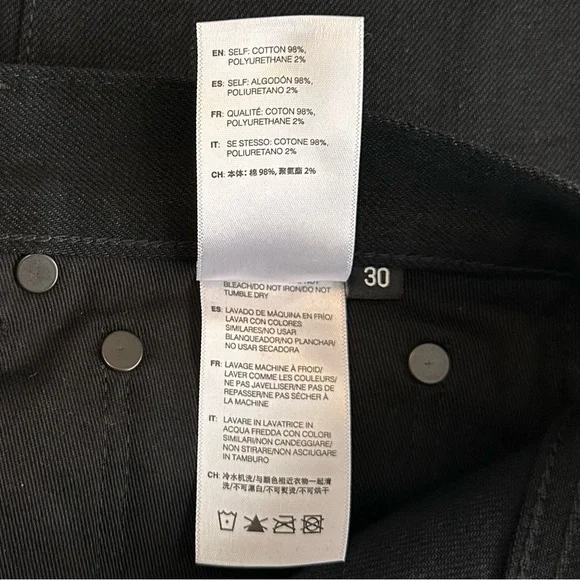 EN: SELF: COTTON 98%,
POLYURETHANE 2%
ES: SELF: ALGODÓN 98%,
POLIURETANO 2%
FR: QUALITÉ: COTON 98%,
POLYURETHANE 2%
IT: SE STESSO: COTONE 98%,
POLIURETANO 2%
CH: 本体: 棉 98%, 聚氨酯 2%
30
BLEACH/DO NOT IRON/DO NOT
TUMBLE DRY
ES: LAVADO DE MÁQUINA EN FRÍO/
LAVAR CON COLORES
SIMILARES/NO USAR
BLANQUEADOR/NO PLANCHAR/
NO USAR SECADORA
FR: LAVAGE MACHINE À FROID/
LAVER COMME LES COULEURS/
NE PAS JAVELLISER/NE PAS DE
REPASSER/NE PAS SÉCHER À
LA MACHINE
IT: LAVARE IN LAVATRICE IN
ACQUA FREDDA CON COLORI
SIMILARI/NON CANDEGGIARE/
NON STIRARE/NON ASCIUGARE
IN TAMBURO
CH: 冷水机洗/与颜色相近衣物一起清
洗/不可漂白/不可熨烫/不可烘干